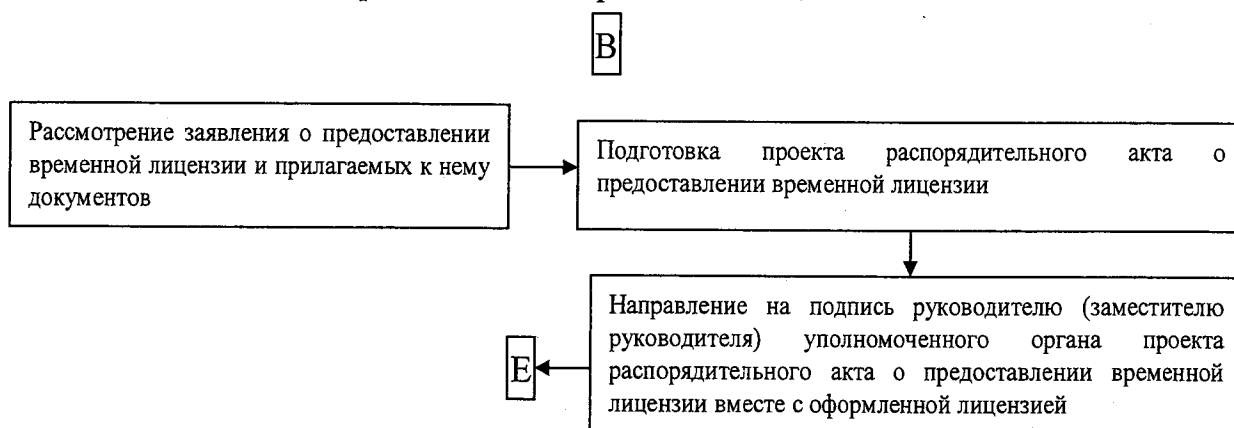 В
Рассмотрение заявления о предоставлении
временной лицензии и прилагаемых к нему
документов
Подготовка проекта распорядительного акта о
предоставлении временной лицензии
Направление на подпись руководителю (заместителю
руководителя) уполномоченного органа проекта
распорядительного акта о предоставлении временной
лицензии вместе с оформленной лицензией
Е